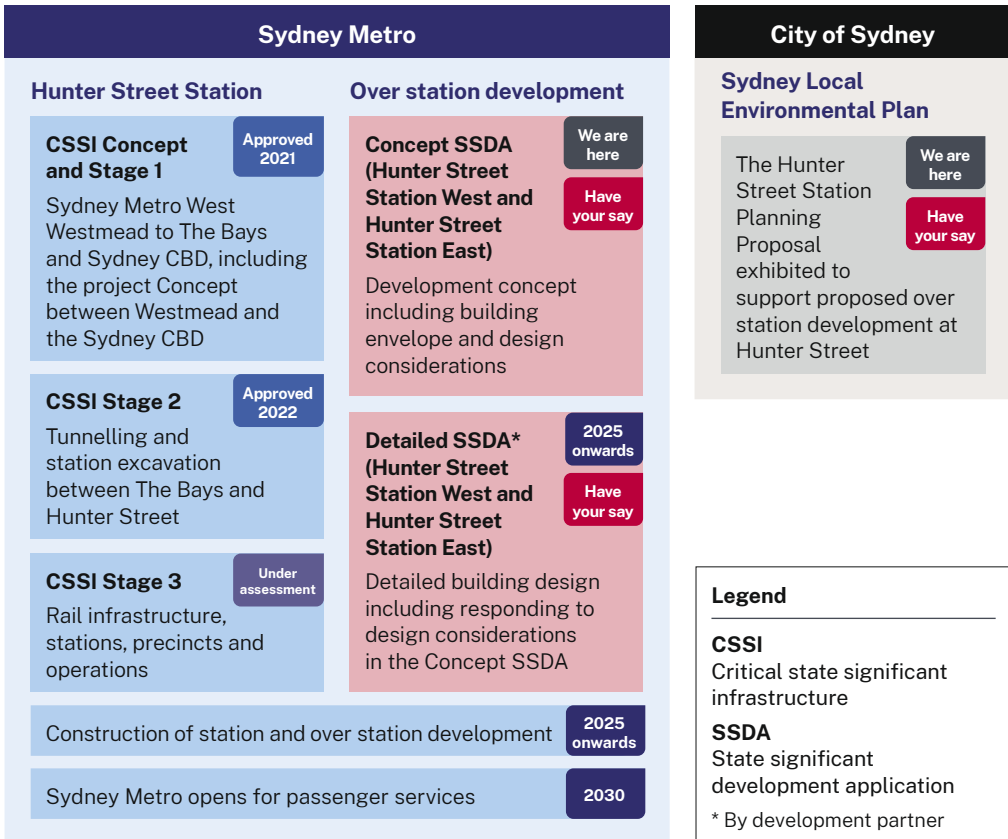 Sydney Metro
Hunter Street Station
CSSI Concept
and Stage 1
Approved
2021
Sydney Metro West
Westmead to The Bays
and Sydney CBD, including
the project Concept
between Westmead and
the Sydney CBD
CSSI Stage 2
Approved
2022
Tunnelling and
station excavation
between The Bays and
Hunter Street
CSSI Stage 3
Under
assessment
Rail infrastructure,
stations, precincts and
operations
Over station development
Concept SSDA
(Hunter Street
Station West and
Hunter Street
Station East)
We are
here
Have
your say
Development concept
including building
envelope and design
considerations
Detailed SSDA*
(Hunter Street
Station West and
Hunter Street
Station East)
2025
onwards
Have
your say
Detailed building design
including responding to
design considerations
in the Concept SSDA
Construction of station and over station development
2025
onwards
Sydney Metro opens for passenger services
2030
City of Sydney
Sydney Local
Environmental Plan
The Hunter
Street Station
Planning
Proposal
exhibited to
support proposed over
station development at
Hunter Street
We are
here
Have
your say
Legend
CSSI
Critical state significant
infrastructure
SSDA
State significant
development application
* By development partner